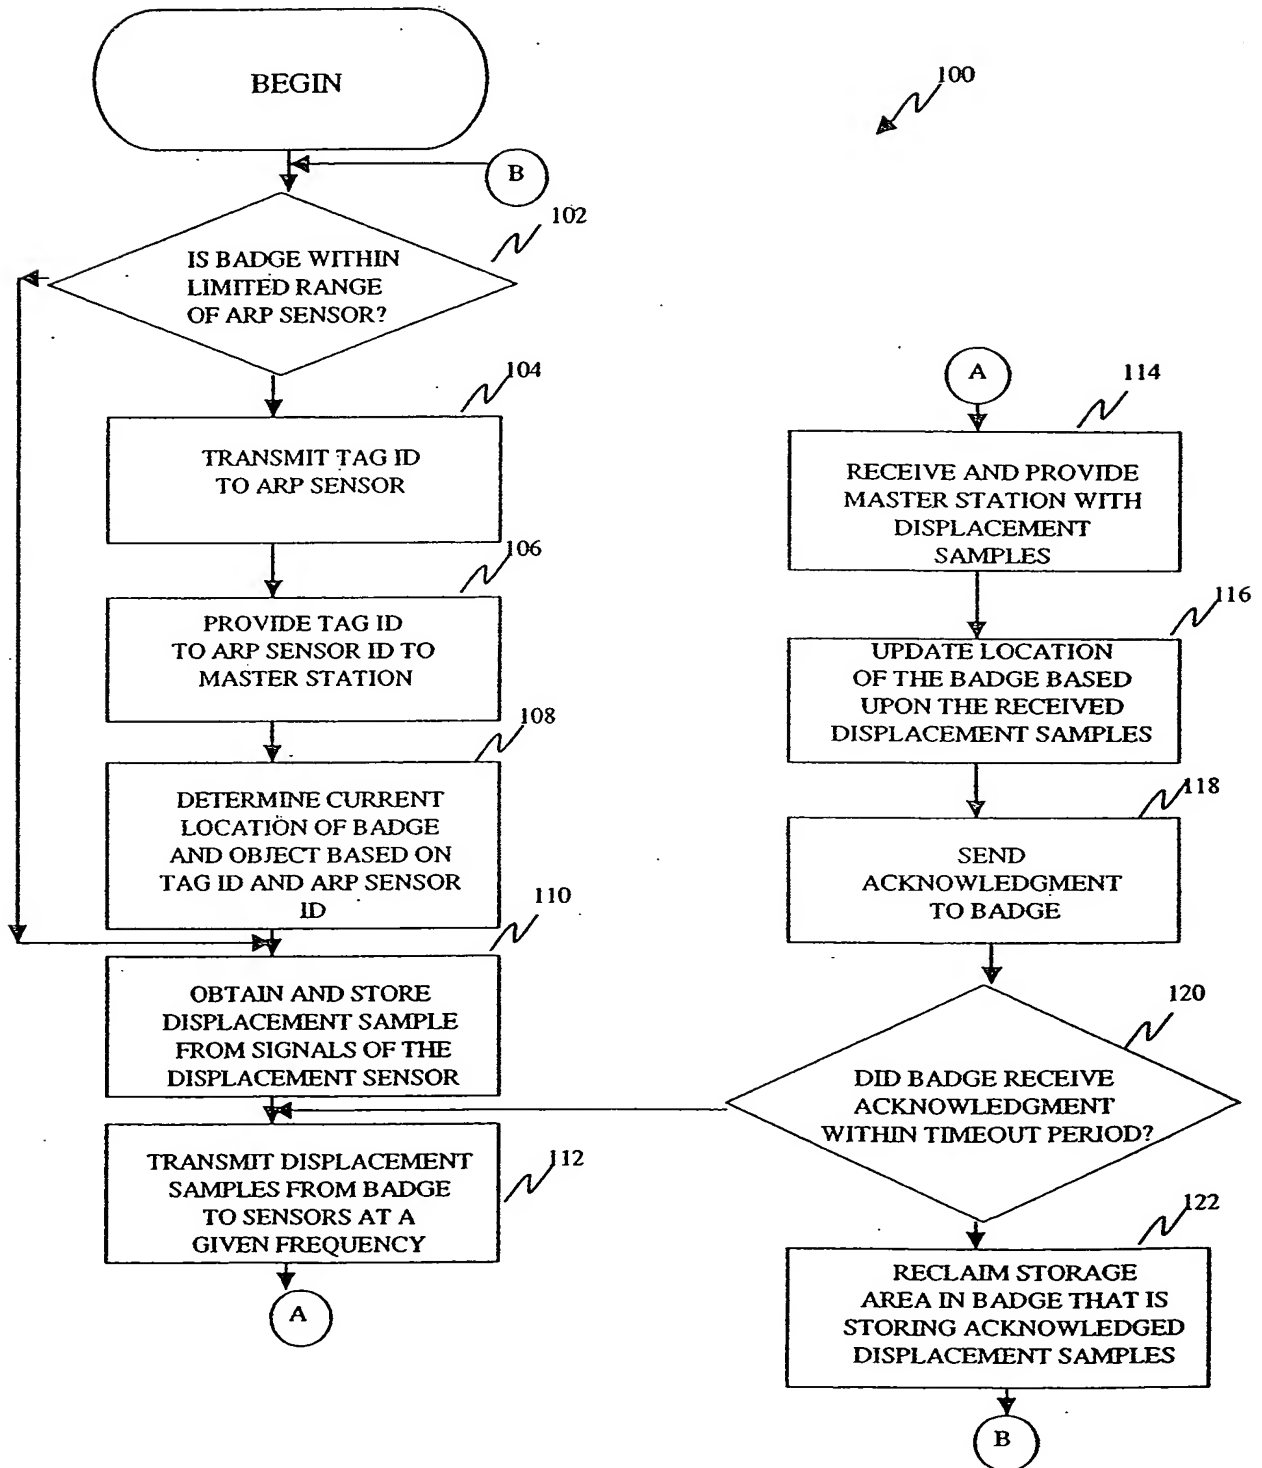 BEGIN
100
B
102
IS BADGE WITHIN
LIMITED RANGE
OF ARP SENSOR?
104
TRANSMIT TAG ID
TO ARP SENSOR
106
PROVIDE TAG ID
TO ARP SENSOR ID TO
MASTER STATION
108
DETERMINE CURRENT
LOCATION OF BADGE
AND OBJECT BASED ON
TAG ID AND ARP SENSOR
ID
110
OBTAIN AND STORE
DISPLACEMENT SAMPLE
FROM SIGNALS OF THE
DISPLACEMENT SENSOR
TRANSMIT DISPLACEMENT
SAMPLES FROM BADGE
TO SENSORS AT A
GIVEN FREQUENCY
112
A
A
114
RECEIVE AND PROVIDE
MASTER STATION WITH
DISPLACEMENT
SAMPLES
116
UPDATE LOCATION
OF THE BADGE BASED
UPON THE RECEIVED
DISPLACEMENT SAMPLES
118
SEND
ACKNOWLEDGMENT
TO BADGE
120
DID BADGE RECEIVE
ACKNOWLEDGMENT
WITHIN TIMEOUT PERIOD?
122
RECLAIM STORAGE
AREA IN BADGE THAT IS
STORING ACKNOWLEDGED
DISPLACEMENT SAMPLES
B